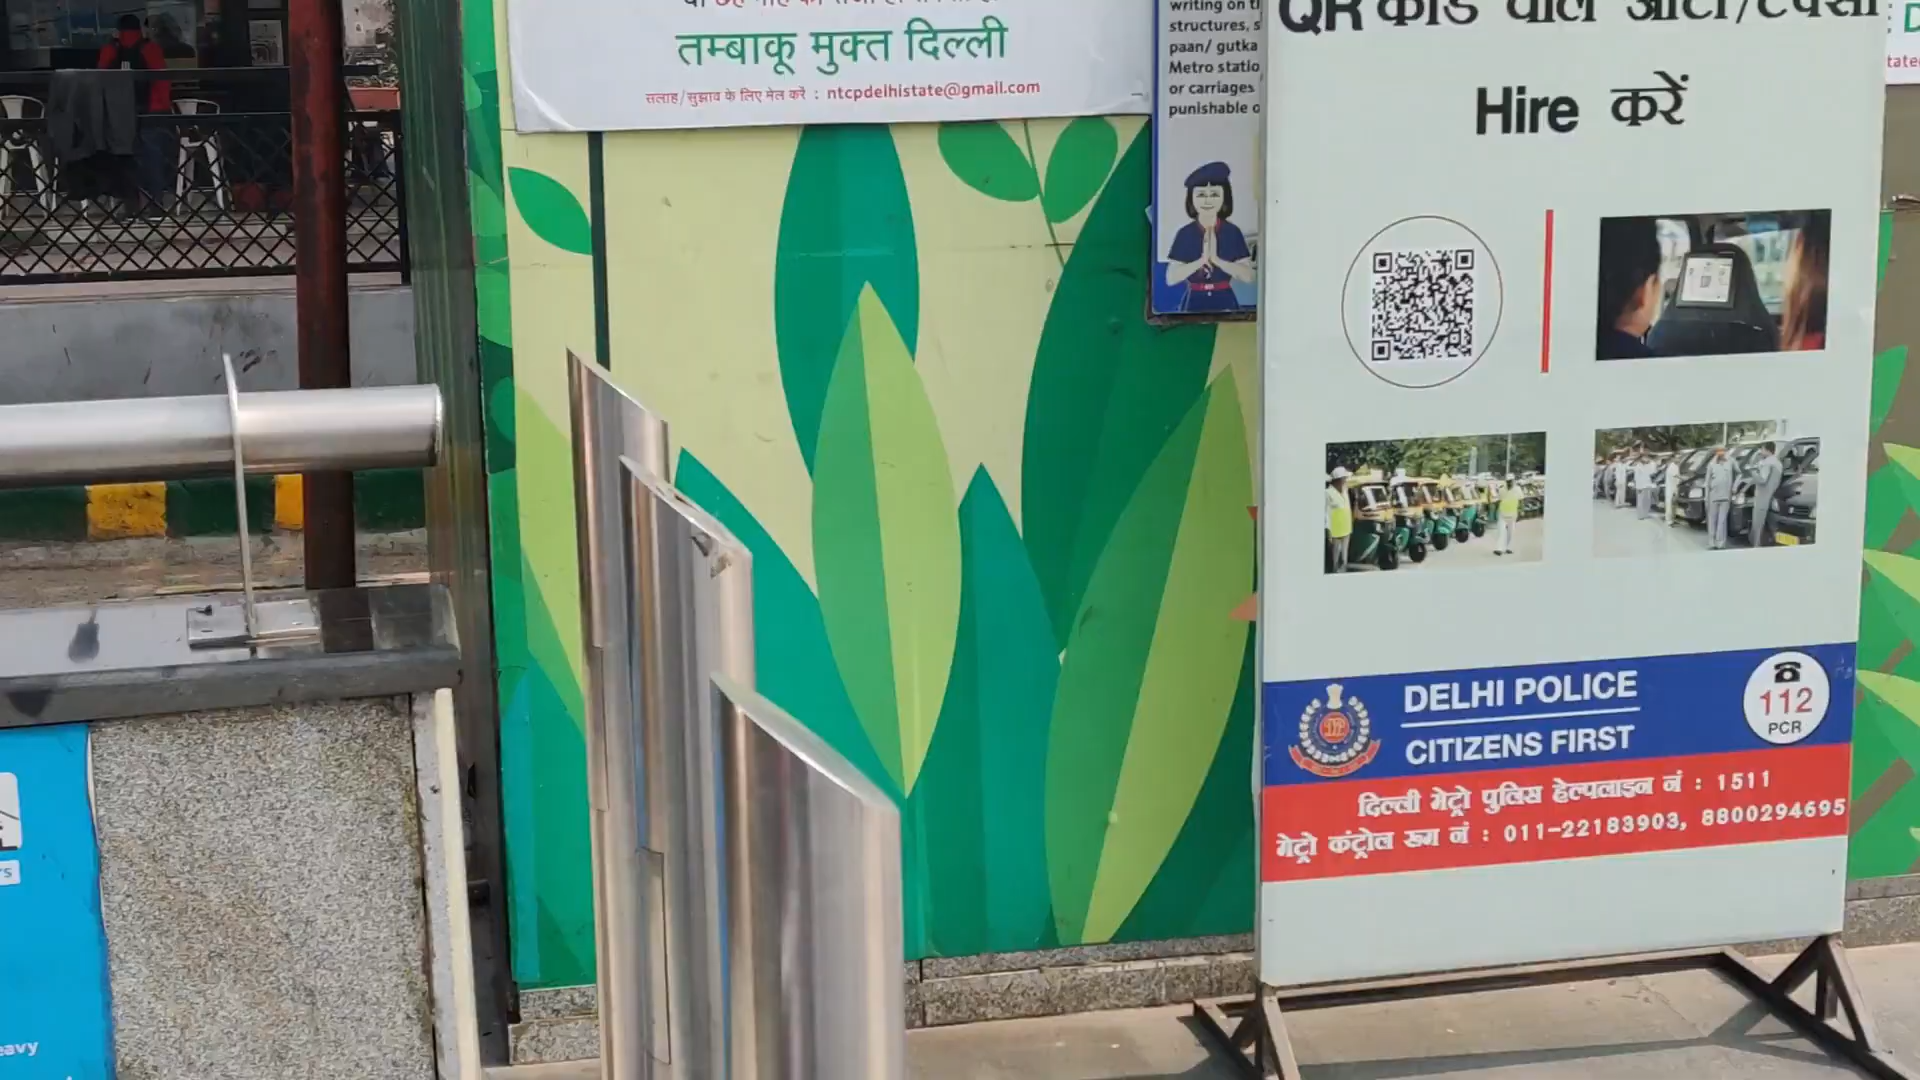 तम्बाकू मुक्त दिल्ली
सलाह/सुझाव के लिए मेल करें : ntcpdelhistate@gmail.com
writing on
structures,
paan/ gutka
Metro
or carriages
punishable
QR कोड वाले ऑटो/टैक्सी
Hire करें
DELHI POLICE
CITIZENS FIRST
112
PCR
दिल्ली मेट्रो पुलिस हेल्पलाइन नं : 1511
मेट्रो कंट्रोल रूम नं : 011-22183903, 8800294695